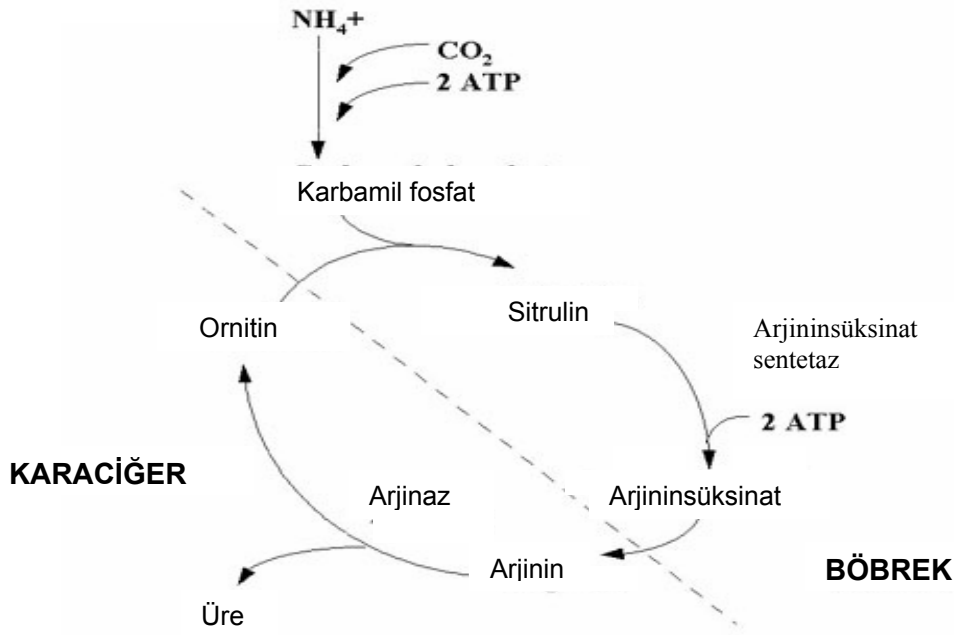 NH₄+
CO₂
2 ATP
Karbamil fosfat
Ornitin
Sitrulin
Arjininsüksinat
sentetaz
2 ATP
KARACİĞER
Arjinaz
Arjininsüksinat
Arjinin
BÖBREK
Üre